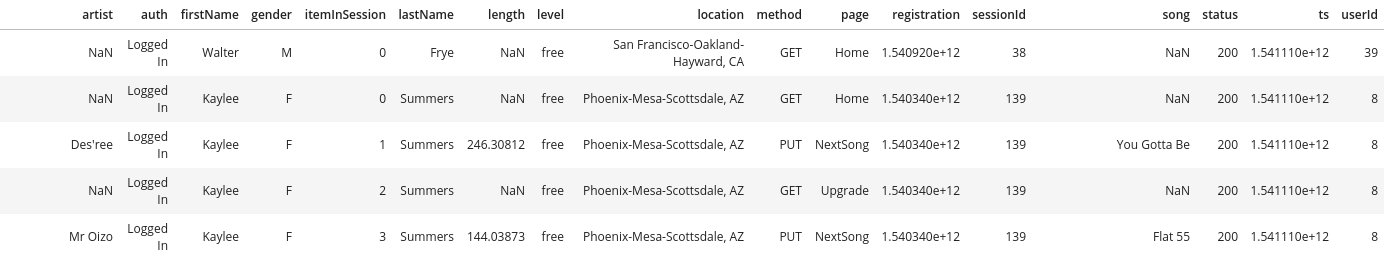 artist auth firstName gender itemInSession lastName length level location method page registration sessionId song status ts userId
NaN Logged In Walter M 0 Frye NaN free San Francisco-Oakland-Hayward, CA GET Home 1.540920e+12 38 NaN 200 1.541110e+12 39
NaN Logged In Kaylee F 0 Summers NaN free Phoenix-Mesa-Scottsdale, AZ GET Home 1.540340e+12 139 NaN 200 1.541110e+12 8
Des'ree Logged In Kaylee F 1 Summers 246.30812 free Phoenix-Mesa-Scottsdale, AZ PUT NextSong 1.540340e+12 139 You Gotta Be 200 1.541110e+12 8
NaN Logged In Kaylee F 2 Summers NaN free Phoenix-Mesa-Scottsdale, AZ GET Upgrade 1.540340e+12 139 NaN 200 1.541110e+12 8
Mr Oizo Logged In Kaylee F 3 Summers 144.03873 free Phoenix-Mesa-Scottsdale, AZ PUT NextSong 1.540340e+12 139 Flat 55 200 1.541110e+12 8